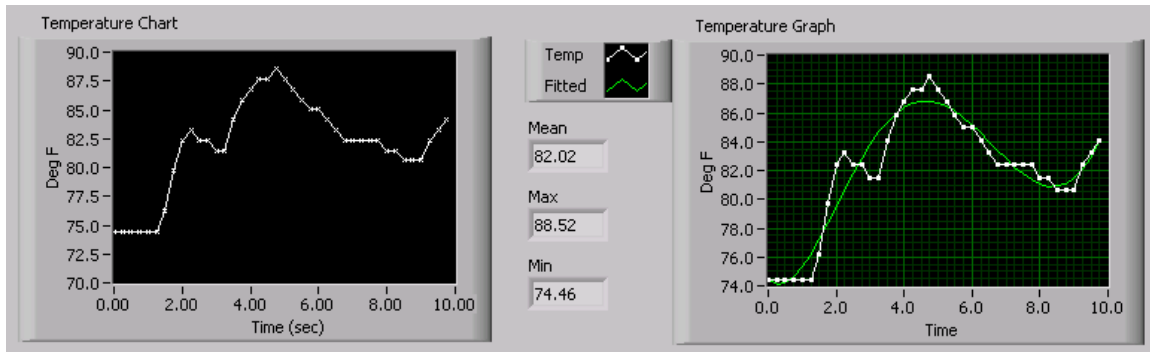 Temperature Chart
90.0
87.5
85.0
82.5
80.0
77.5
75.0
72.5
70.0
Deg F
0.00 2.00 4.00 6.00 8.00 10.00
Time (sec)
Temp
Fitted
Mean
82.02
Max
88.52
Min
74.46
Temperature Graph
90.0
88.0
86.0
84.0
82.0
80.0
78.0
76.0
74.0
Deg F
0.0 2.0 4.0 6.0 8.0 10.0
Time